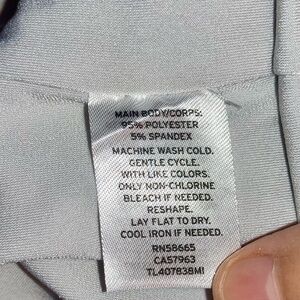 MAIN BODY/CORPS:
95% POLYESTER
5% SPANDEX
MACHINE WASH COLD.
GENTLE CYCLE.
WITH LIKE COLORS.
ONLY NON-CHLORINE
BLEACH IF NEEDED.
RESHAPE.
LAY FLAT TO DRY.
COOL IRON IF NEEDED.
RN58665
CA57963
TL407838MI